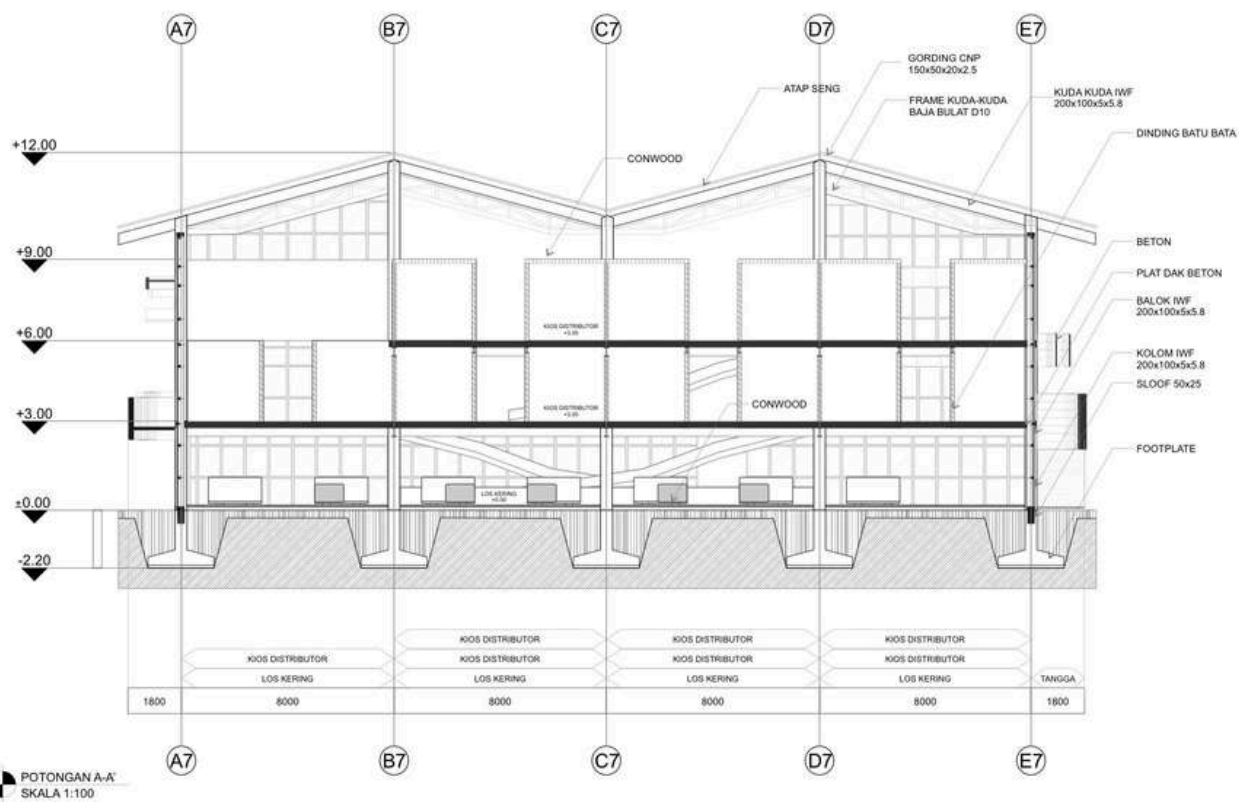 A7
B7
C7
D7
E7
GORDING CNP
150x50x20x2.5
ATAP SENG
FRAME KUDA-KUDA
BAJA BULAT D10
KUDA KUDA IWF
200x100x5x5.8
DINDING BATU BATA
+12.00
CONWOOD
BETON
+9.00
PLAT DAK BETON
BALOK IWF
200x100x5x5.8
KIOS DISTRIBUTOR
+6.00
KOLOM IWF
200x100x5x5.8
SLOOF 50x25
CONWOOD
KIOS DISTRIBUTOR
+3.00
FOOTPLATE
LOS KERING
±0.00
-2.20
KIOS DISTRIBUTOR
KIOS DISTRIBUTOR
KIOS DISTRIBUTOR
KIOS DISTRIBUTOR
KIOS DISTRIBUTOR
KIOS DISTRIBUTOR
KIOS DISTRIBUTOR
LOS KERING
LOS KERING
LOS KERING
LOS KERING
TANGGA
1800
8000
8000
8000
8000
1800
A7
B7
C7
D7
E7
POTONGAN A-A'
SKALA 1:100